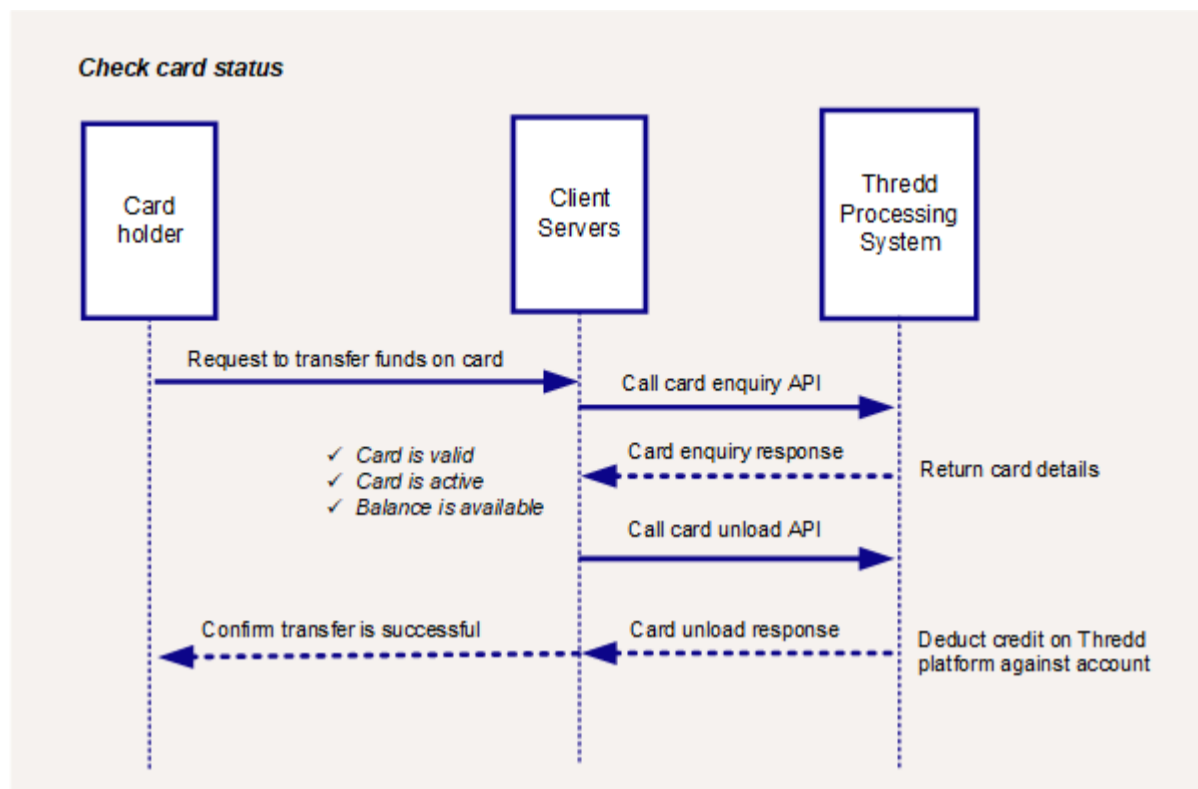 Check card status
Card
holder
Client
Servers
Thredd
Processing
System
Request to transfer funds on card
Call card enquiry API
Card enquiry response
Return card details
✓ Card is valid
✓ Card is active
✓ Balance is available
Call card unload API
Confirm transfer is successful
Card unload response
Deduct credit on Thredd
platform against account